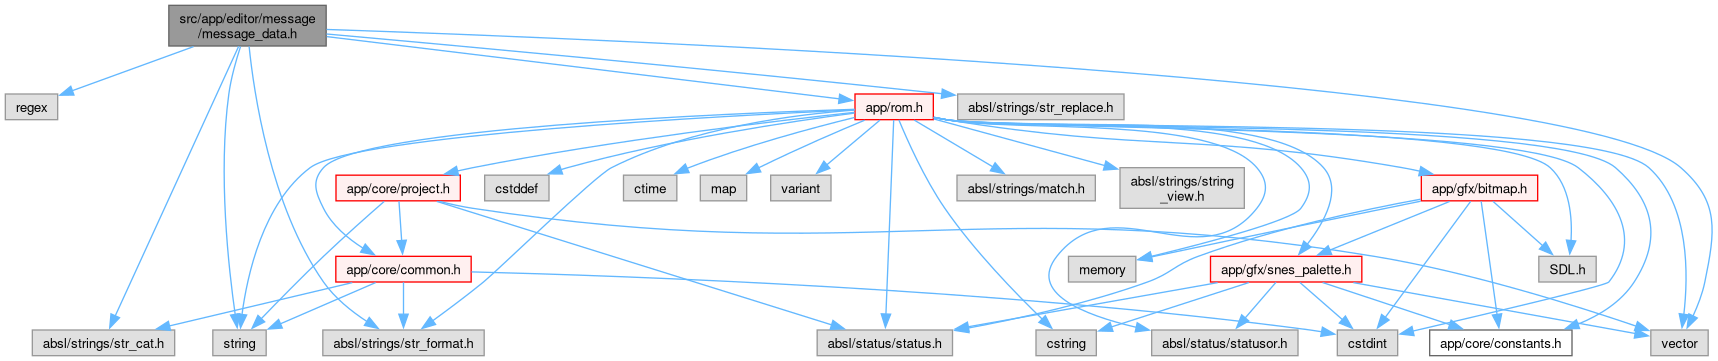 src/app/editor/message
/message_data.h
regex
app/rom.h
absl/strings/str_replace.h
app/core/project.h
cstddef
ctime
map
variant
absl/strings/match.h
absl/strings/string
_view.h
app/gfx/bitmap.h
app/core/common.h
memory
app/gfx/snes_palette.h
SDL.h
absl/strings/str_cat.h
string
absl/strings/str_format.h
absl/status/status.h
cstring
absl/status/statusor.h
cstdint
app/core/constants.h
vector